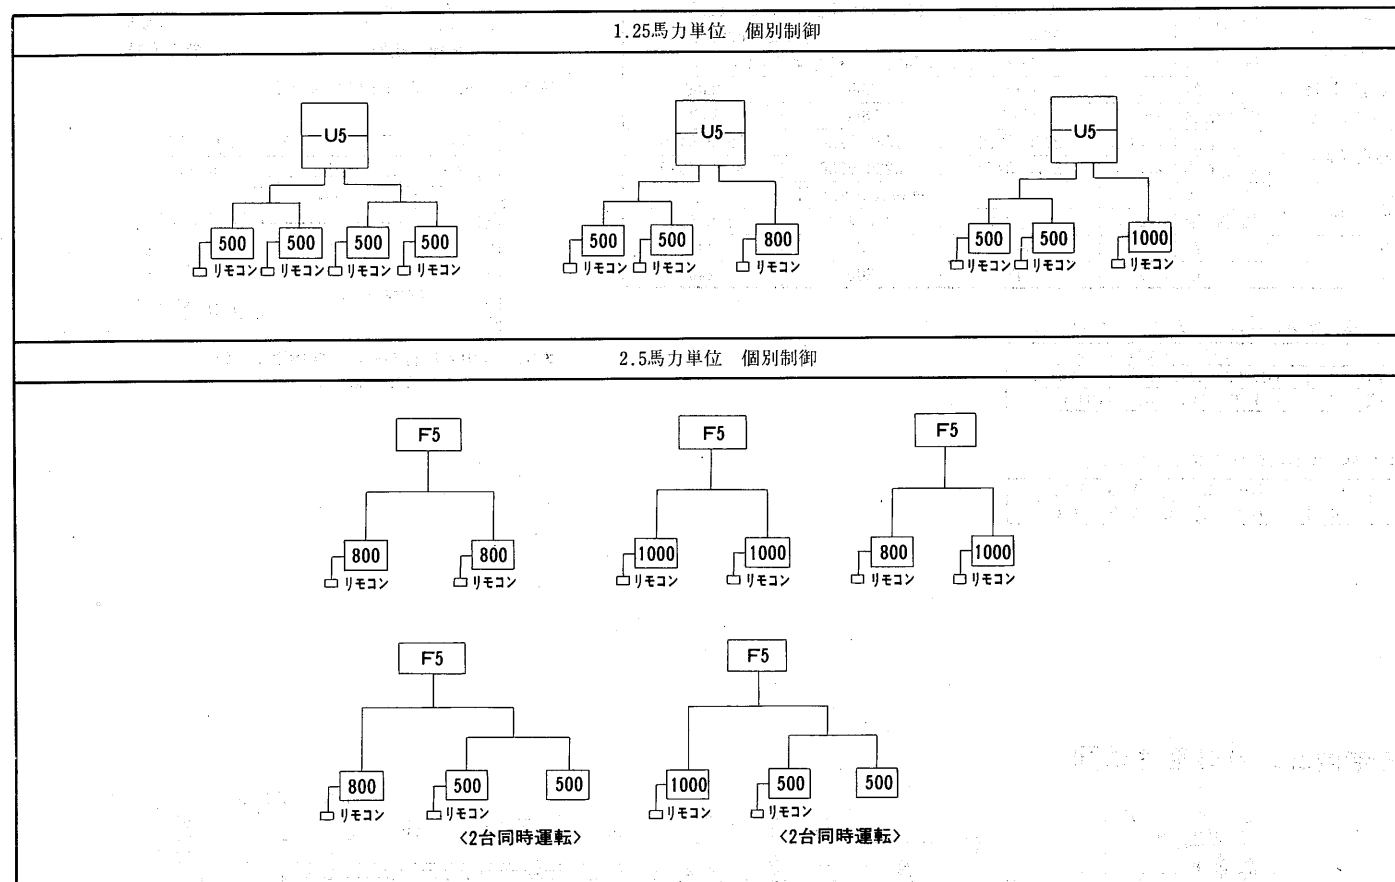 1.25馬力単位 個別制御
U5 U5 U5
500 500 500 500 500 500 800 500 500 1000
リモコン リモコン リモコン リモコン リモコン リモコン リモコン リモコン リモコン リモコン
2.5馬力単位 個別制御
F5 F5 F5
800 800 1000 1000 800 1000
リモコン リモコン リモコン リモコン リモコン リモコン
F5 F5
800 500 500 1000 500 500
リモコン リモコン リモコン リモコン
<2台同時運転> <2台同時運転>